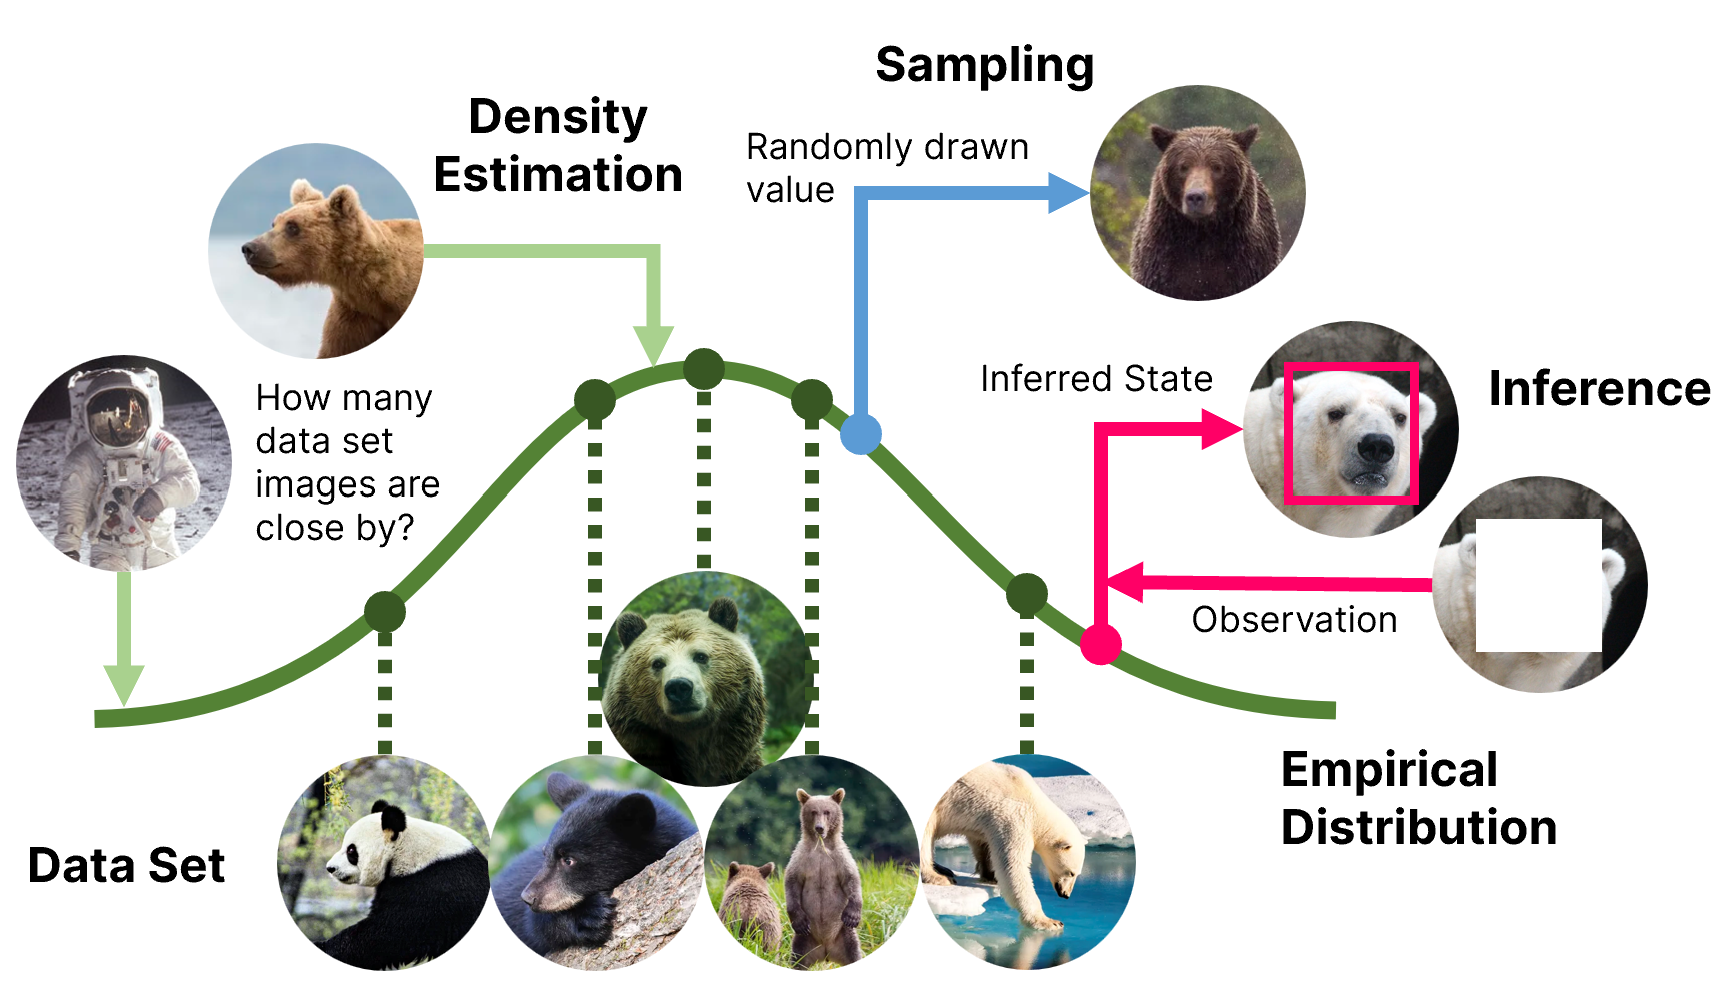 Sampling
Density
Estimation
Randomly drawn
value
Inferred State
Inference
How many
data set
images are
close by?
Observation
Empirical
Distribution
Data Set